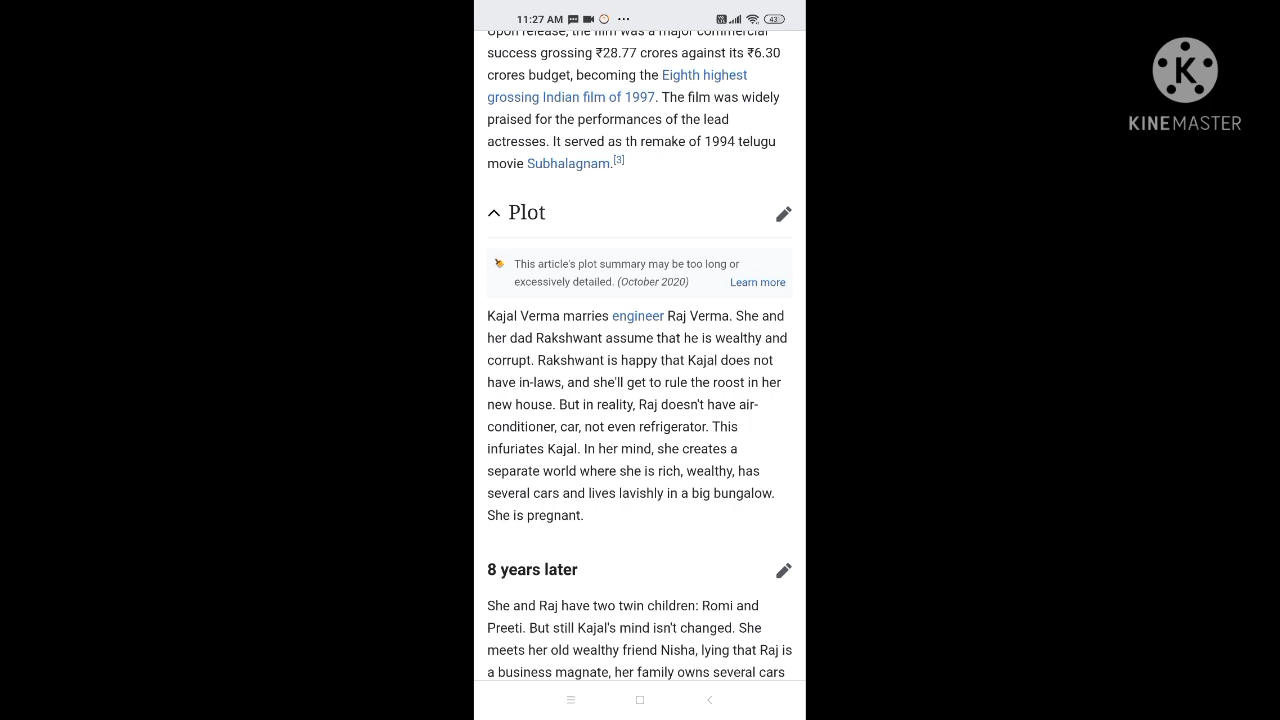 11:27 AM
43
Upon release, the film was a major commercial
success grossing ₹28.77 crores against its ₹6.30
crores budget, becoming the Eighth highest
grossing Indian film of 1997. The film was widely
praised for the performances of the lead
actresses. It served as th remake of 1994 telugu
movie Subhalagnam.[3]
Plot
This article's plot summary may be too long or
excessively detailed. (October 2020)
Learn more
Kajal Verma marries engineer Raj Verma. She and
her dad Rakshwant assume that he is wealthy and
corrupt. Rakshwant is happy that Kajal does not
have in-laws, and she'll get to rule the roost in her
new house. But in reality, Raj doesn't have air-
conditioner, car, not even refrigerator. This
infuriates Kajal. In her mind, she creates a
separate world where she is rich, wealthy, has
several cars and lives lavishly in a big bungalow.
She is pregnant.
8 years later
She and Raj have two twin children: Romi and
Preeti. But still Kajal's mind isn't changed. She
meets her old wealthy friend Nisha, lying that Raj is
a business magnate, her family owns several cars
K
KINEMASTER